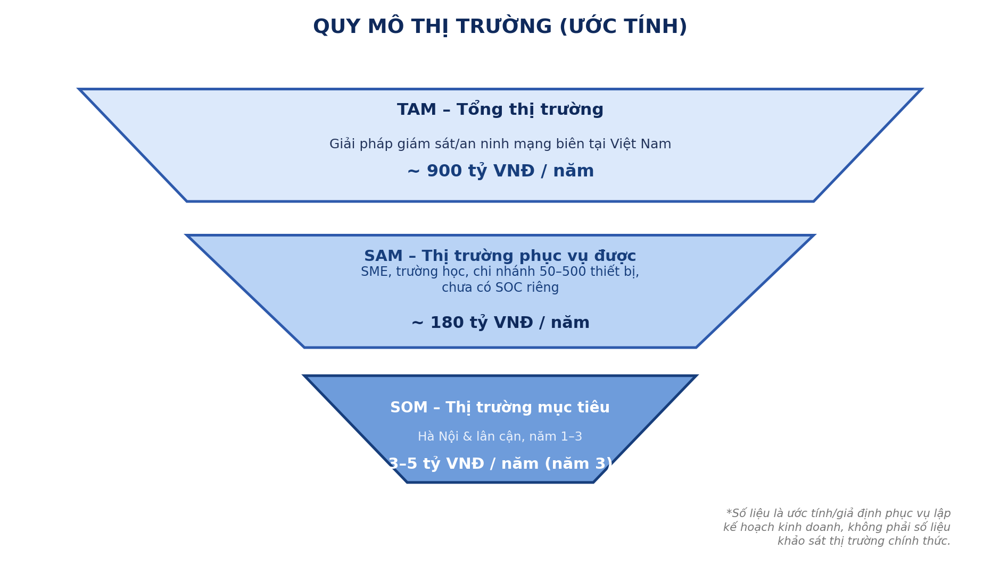 QUY MÔ THỊ TRƯỜNG (ƯỚC TÍNH)
TAM – Tổng thị trường
Giải pháp giám sát/an ninh mạng biên tại Việt Nam
~ 900 tỷ VNĐ / năm
SAM – Thị trường phục vụ được
SME, trường học, chi nhánh 50–500 thiết bị,
chưa có SOC riêng
~ 180 tỷ VNĐ / năm
SOM – Thị trường mục tiêu
Hà Nội & lân cận, năm 1–3
3–5 tỷ VNĐ / năm (năm 3)
*Số liệu là ước tính/giả định phục vụ lập
kế hoạch kinh doanh, không phải số liệu
khảo sát thị trường chính thức.